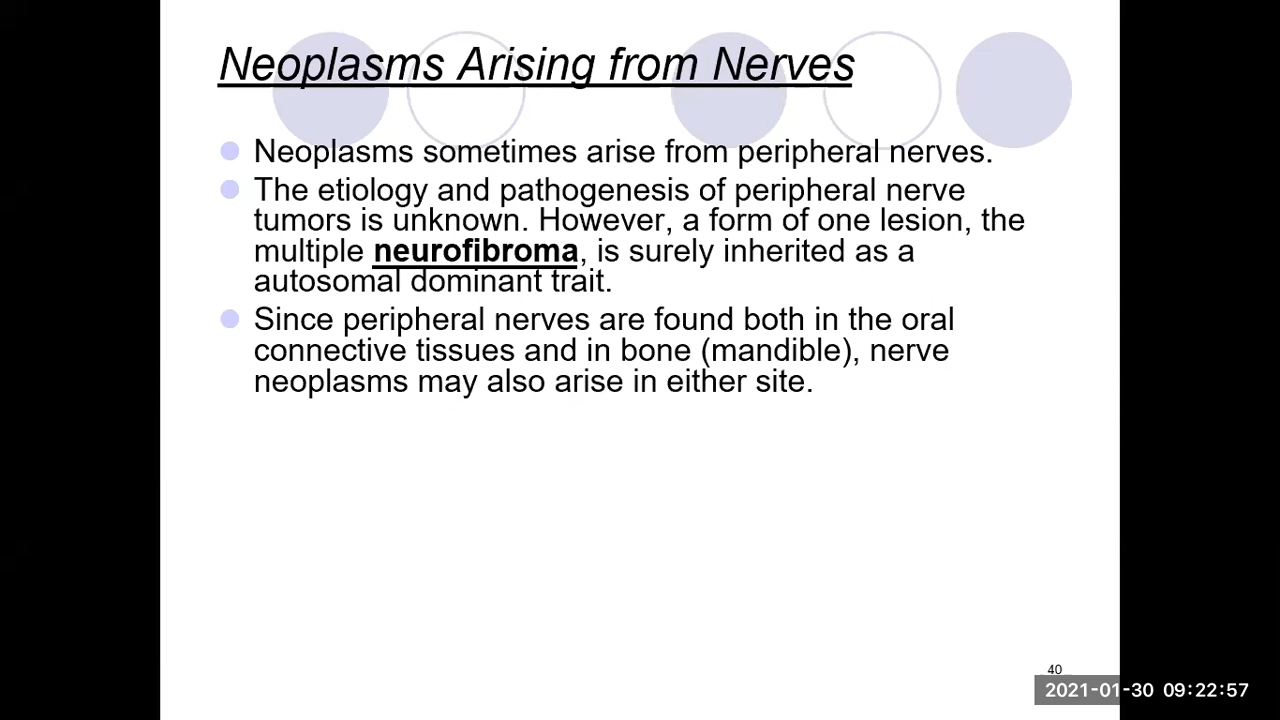 Neoplasms Arising from Nerves
Neoplasms sometimes arise from peripheral nerves.
The etiology and pathogenesis of peripheral nerve
tumors is unknown. However, a form of one lesion, the
multiple neurofibroma, is surely inherited as a
autosomal dominant trait.
Since peripheral nerves are found both in the oral
connective tissues and in bone (mandible), nerve
neoplasms may also arise in either site.
40
2021-01-30 09:22:57